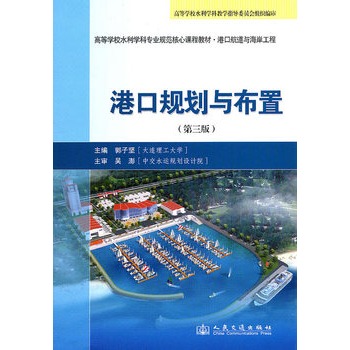 高等学校水利学科教学指导委员会组织编审
高等学校水利学科专业规范核心课程教材·港口航道与海岸工程
港口规划与布置
(第三版)
主编 郭子坚[大连理工大学]
主审 吴澎[中交水运规划设计院]
人民交通出版社
China Communications Press